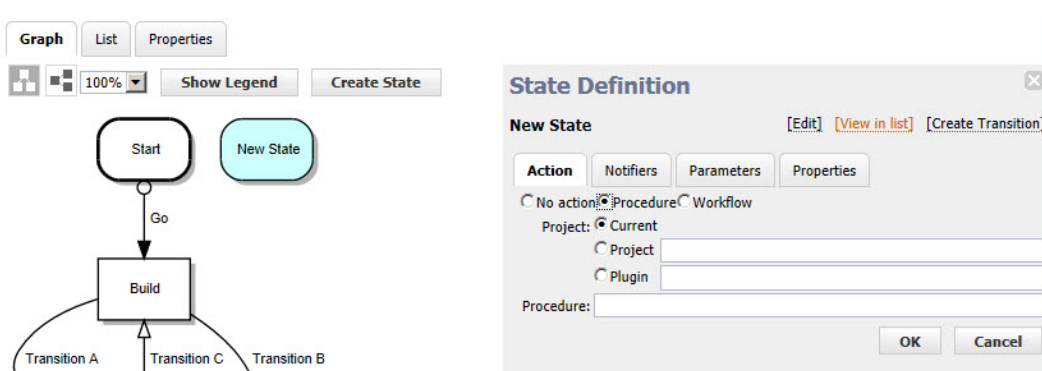 Graph List Properties
100% Show Legend Create State
Start New State
Go
Build
Transition A Transition C Transition B
State Definition
New State [Edit] [View in list] [Create Transition]
Action Notifiers Parameters Properties
No action Procedure Workflow
Project: Current
Project
Plugin
Procedure:
OK Cancel